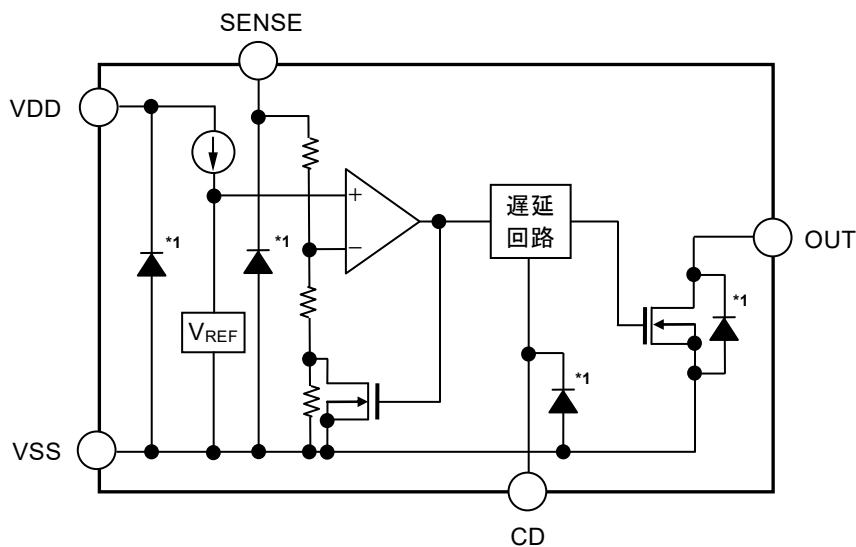 SENSE
VDD
*1
*1
+
−
遅延
回路
OUT
*1
VREF
*1
VSS
CD